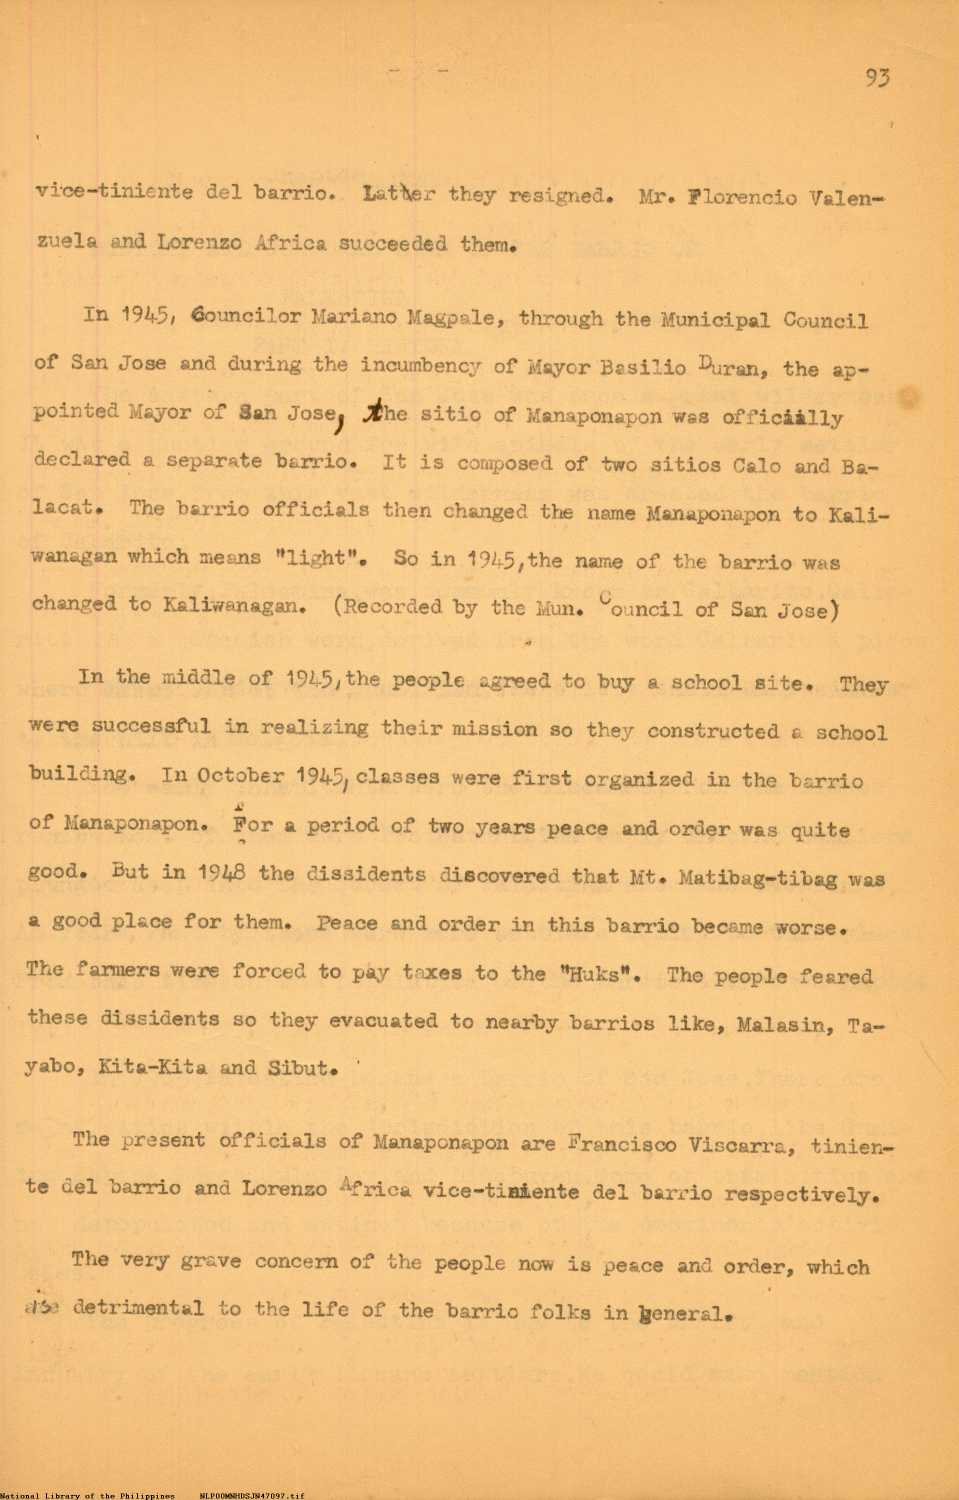 93
vice-tiniente del barrio. Later they resigned. Mr. Florencio Valen-
zuela and Lorenzo Africa succeeded them.
In 1945, Councilor Mariano Magpale, through the Municipal Council
of San Jose and during the incumbency of Mayor Basilio Duran, the ap-
pointed Mayor of San Jose, the sitio of Manaponapon was officially
declared a separate barrio. It is composed of two sitios Calo and Ba-
lacat. The barrio officials then changed the name Manaponapon to Kali-
wanagan which means "light". So in 1945, the name of the barrio was
changed to Kaliwanagan. (Recorded by the Mun. Council of San Jose)
In the middle of 1945, the people agreed to buy a school site. They
were successful in realizing their mission so they constructed a school
building. In October 1945, classes were first organized in the barrio
of Manaponapon. For a period of two years peace and order was quite
good. But in 1948 the dissidents discovered that Mt. Matibag-tibag was
a good place for them. Peace and order in this barrio became worse.
The farmers were forced to pay taxes to the "Huks". The people feared
these dissidents so they evacuated to nearby barrios like, Malasin, Ta-
yabo, Kita-Kita and Sibut.
The present officials of Manaponapon are Francisco Viscarra, tinien-
te del barrio and Lorenzo Africa vice-tiniente del barrio respectively.
The very grave concern of the people now is peace and order, which
is detrimental to the life of the barrio folks in general.
National Library of the Philippines NLP00MNHDSJN47097.tif